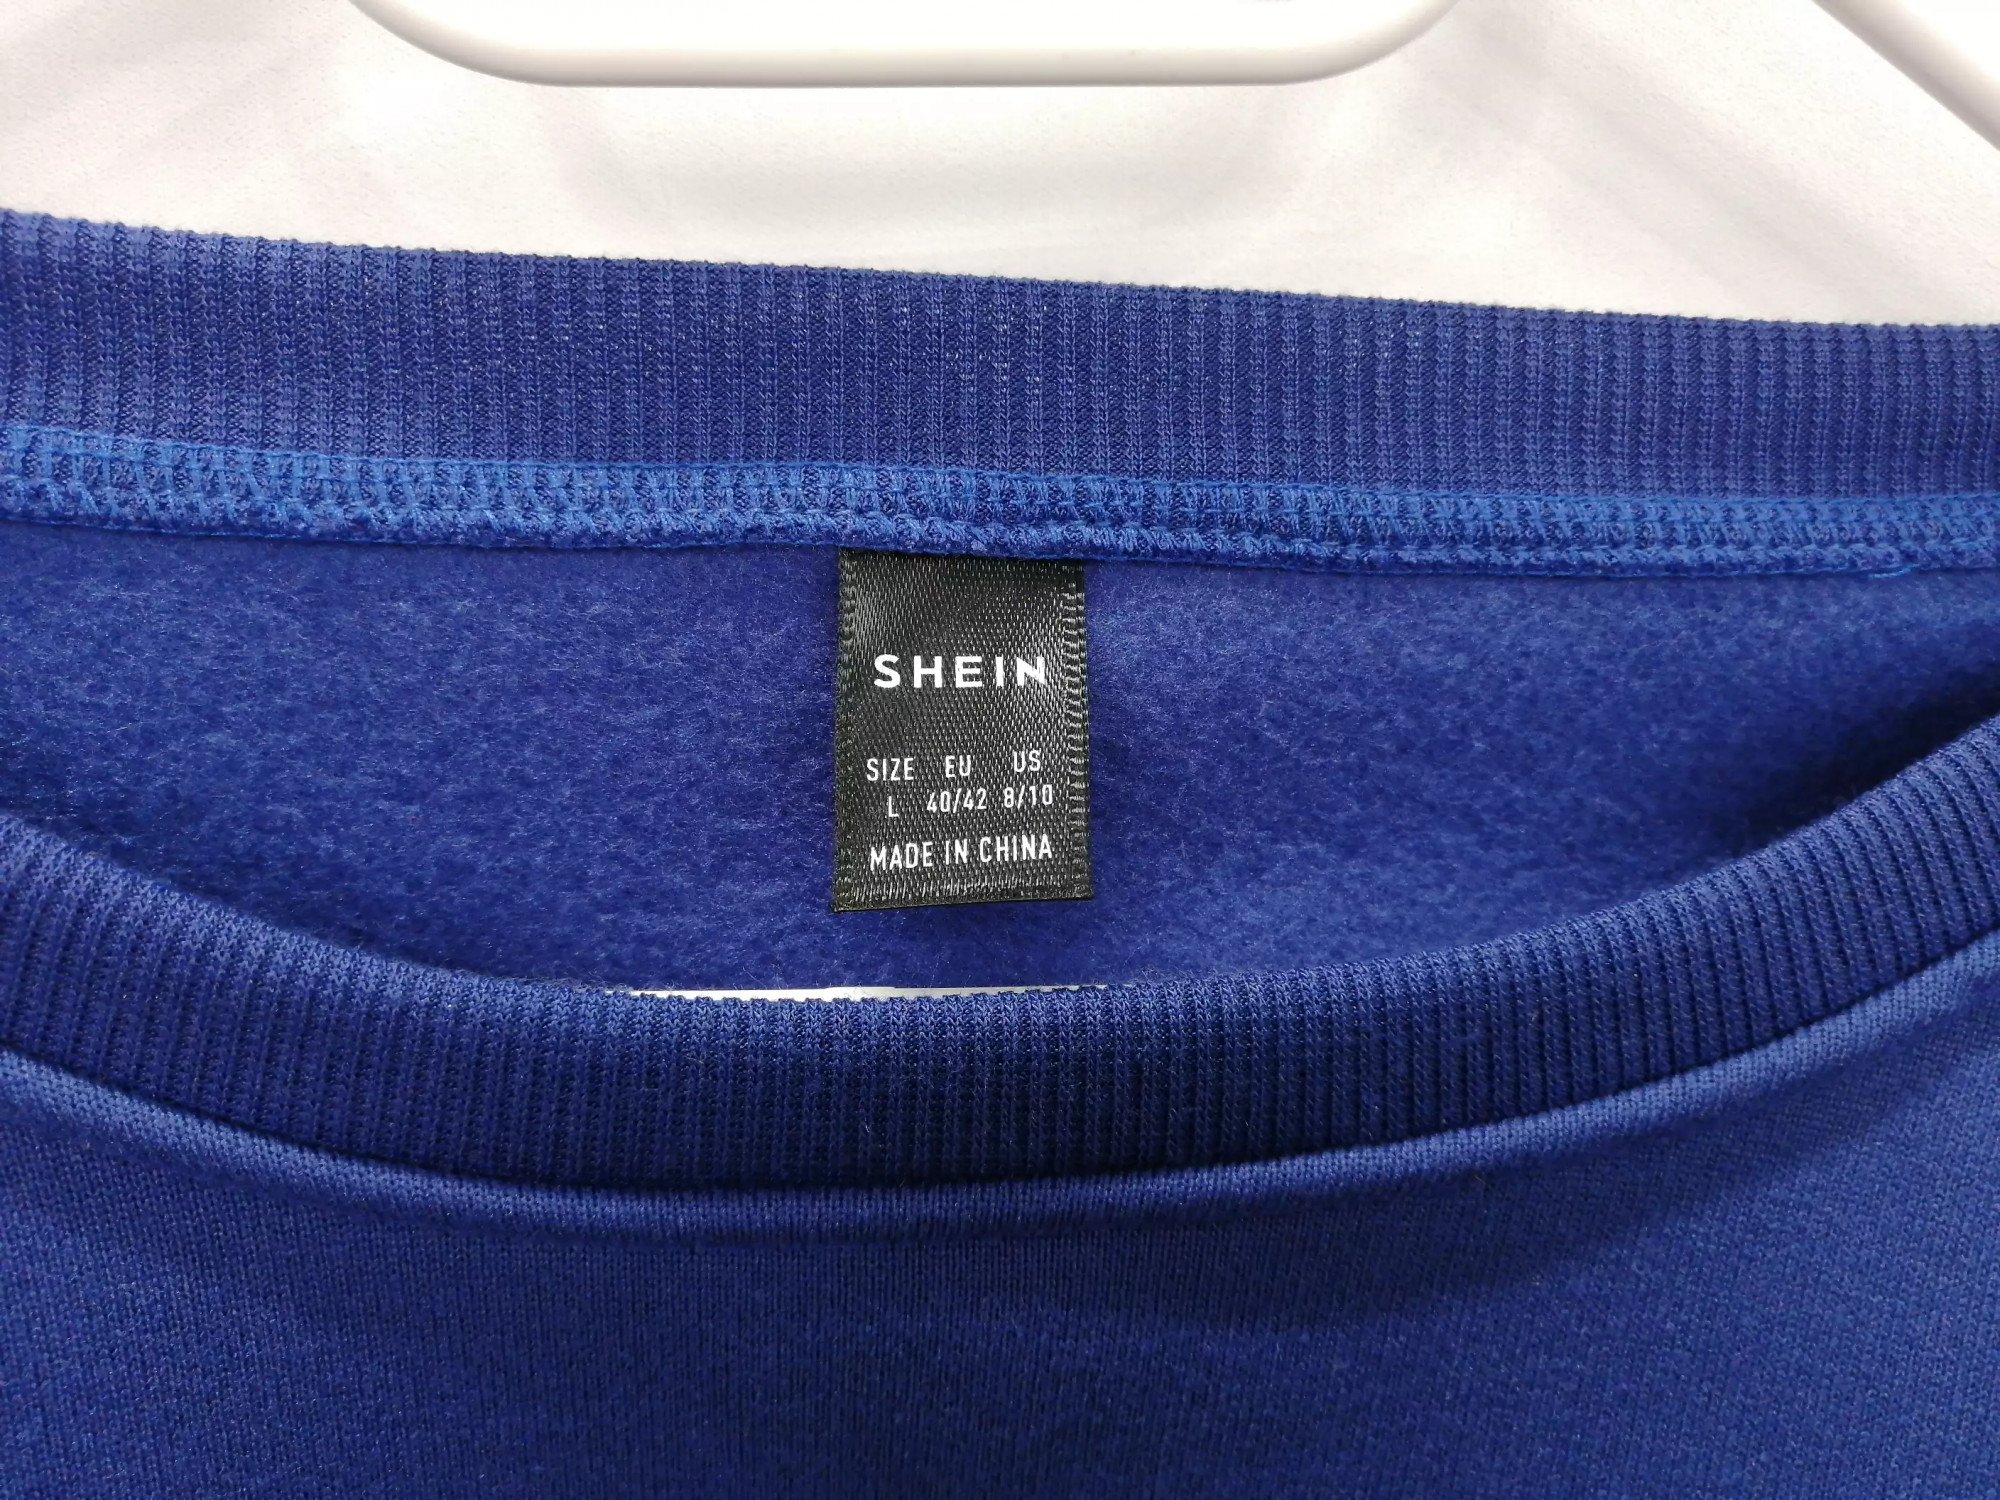 SHEIN
SIZE EU US
L 40/42 8/10
MADE IN CHINA